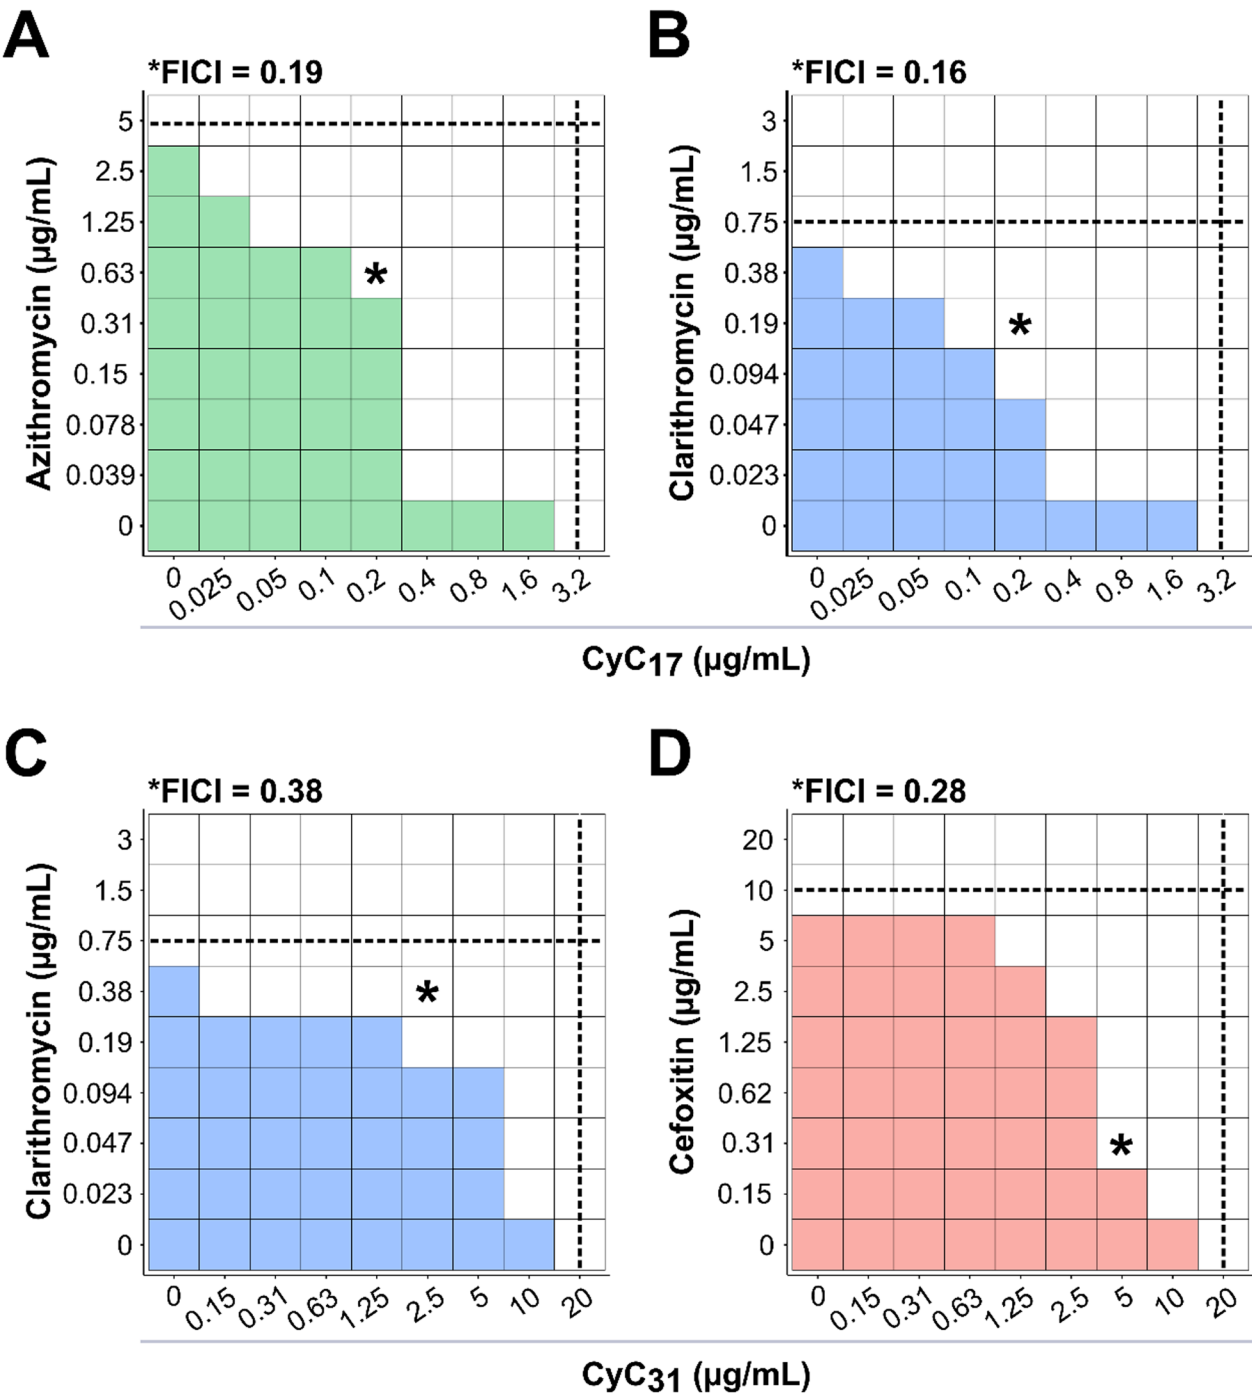 A
*FICI = 0.19
Azithromycin (µg/mL)
5
2.5
1.25
0.63
0.31
0.15
0.078
0.039
0
*
0 0.025 0.05 0.1 0.2 0.4 0.8 1.6 3.2
B
*FICI = 0.16
Clarithromycin (µg/mL)
3
1.5
0.75
0.38
0.19
0.094
0.047
0.023
0
*
0 0.025 0.05 0.1 0.2 0.4 0.8 1.6 3.2
CyC17 (µg/mL)
C
*FICI = 0.38
Clarithromycin (µg/mL)
3
1.5
0.75
0.38
0.19
0.094
0.047
0.023
0
*
0 0.15 0.31 0.63 1.25 2.5 5 10 20
D
*FICI = 0.28
Cefoxitin (µg/mL)
20
10
5
2.5
1.25
0.62
0.31
0.15
0
*
0 0.15 0.31 0.63 1.25 2.5 5 10 20
CyC31 (µg/mL)